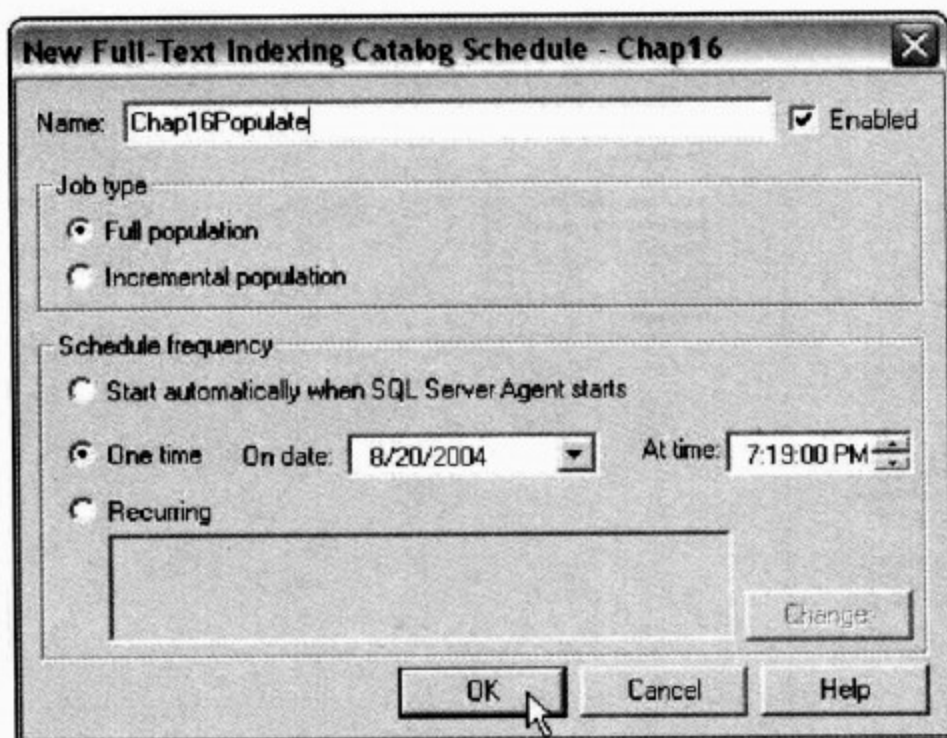 New Full-Text Indexing Catalog Schedule - Chap16
Name: Chap16Populate Enabled
Job type
Full population
Incremental population
Schedule frequency
Start automatically when SQL Server Agent starts
One time On date: 8/20/2004 At time: 7:19:00 PM
Recurring
Change
OK Cancel Help